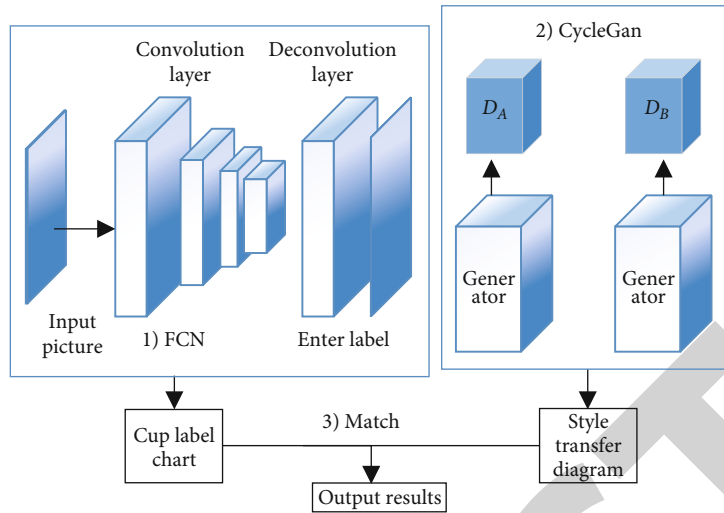 Convolution
layer
Deconvolution
layer
Input
picture
1) FCN
Enter label
2) CycleGan
D_A
D_B
Gener
ator
Gener
ator
Cup label
chart
3) Match
Style
transfer
diagram
Output results